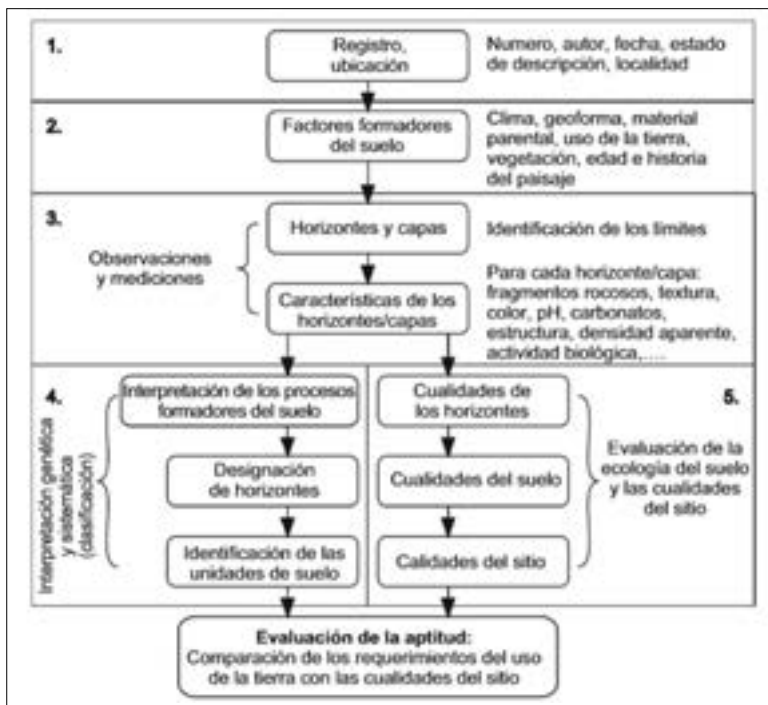 1.
Registro,
ubicación
Numero, autor, fecha, estado
de descripción, localidad
2.
Factores formadores
del suelo
Clima, geoforma, material
parental, uso de la tierra,
vegetación, edad e historia
del paisaje
3.
Observaciones
y mediciones
Horizontes y capas
Identificación de los límites
Características de los
horizontes/capas
Para cada horizonte/capa:
fragmentos rocosos, textura,
color, pH, carbonatos,
estructura, densidad aparente,
actividad biológica,....
4.
Interpretación genética
y sistemática
(clasificación)
Interpretación de los procesos
formadores del suelo
Designación
de horizontes
Identificación de las
unidades de suelo
5.
Cualidades de
los horizontes
Cualidades del suelo
Calidades del sitio
Evaluación de la
ecología del suelo
y las cualidades
del sitio
Evaluación de la aptitud:
Comparación de los requerimientos del uso
de la tierra con las cualidades del sitio